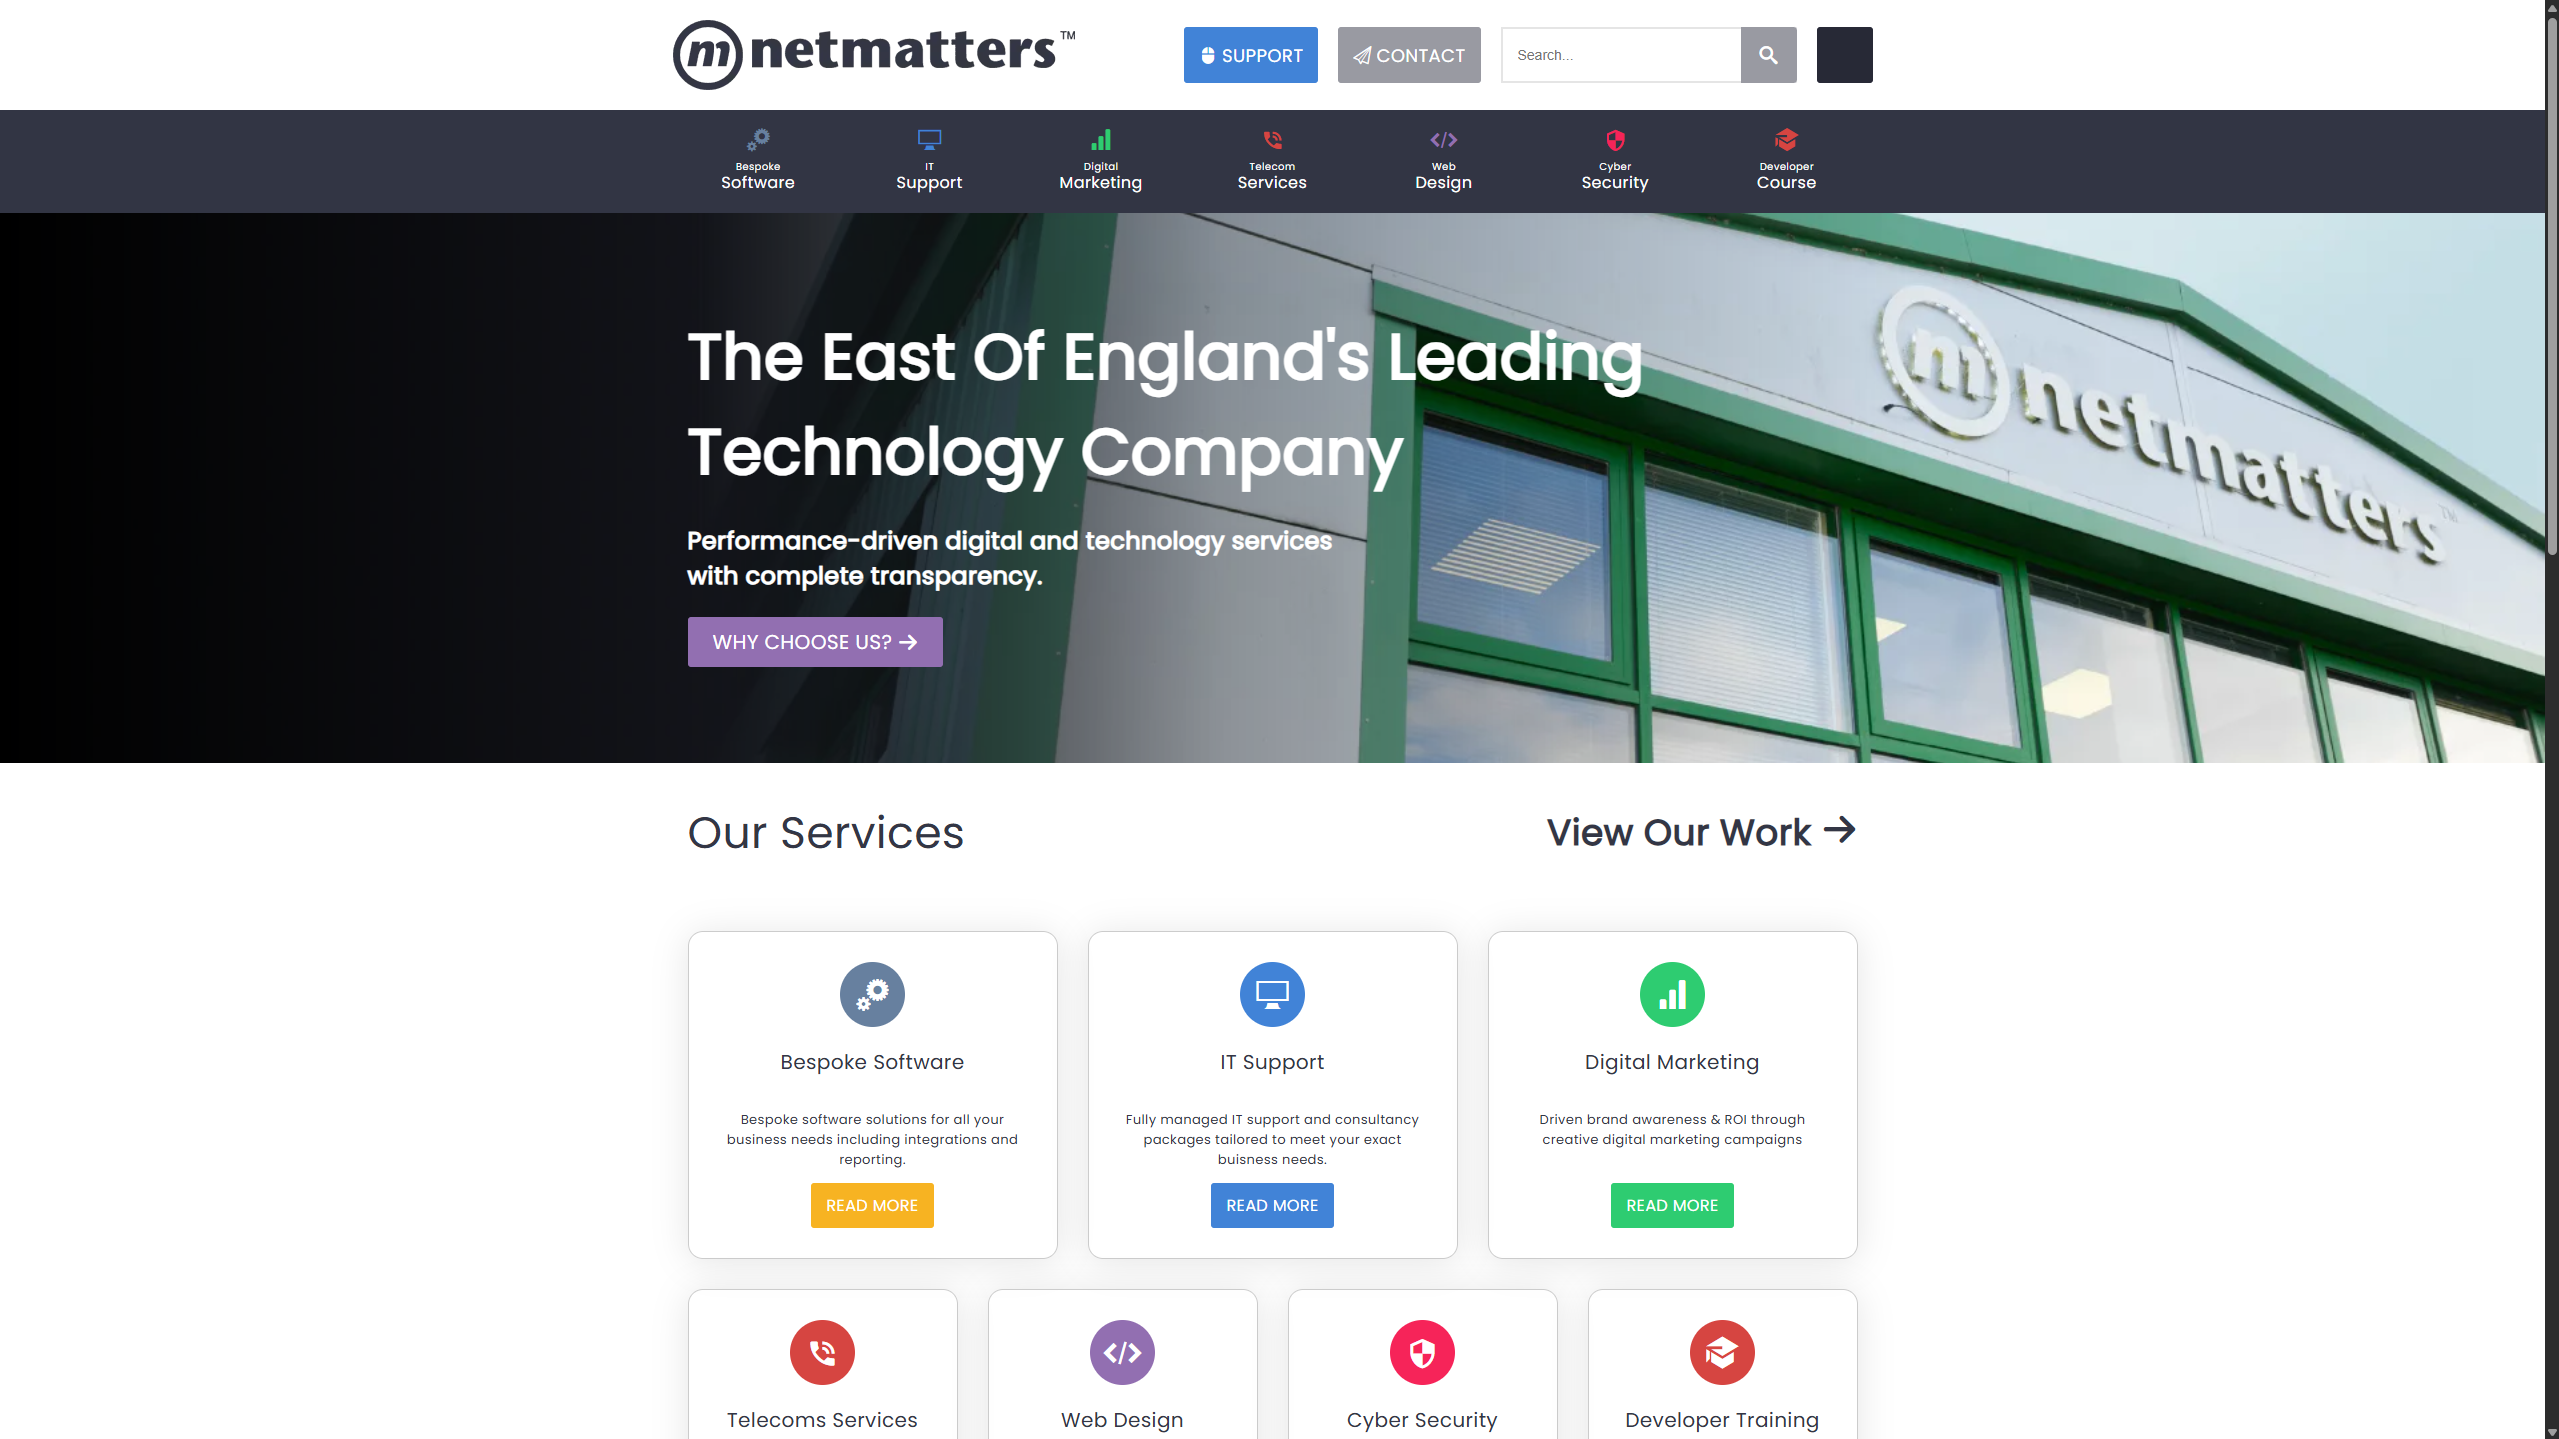 m netmatters™
SUPPORT
CONTACT
Search...
Bespoke
Software
IT
Support
Digital
Marketing
Telecom
Services
Web
Design
Cyber
Security
Developer
Course
The East Of England's Leading
Technology Company
Performance-driven digital and technology services
with complete transparency.
WHY CHOOSE US?
m netmatters™
Our Services
View Our Work
Bespoke Software
Bespoke software solutions for all your
business needs including integrations and
reporting.
READ MORE
IT Support
Fully managed IT support and consultancy
packages tailored to meet your exact
buisness needs.
READ MORE
Digital Marketing
Driven brand awareness & ROI through
creative digital marketing campaigns
READ MORE
Telecoms Services
Web Design
Cyber Security
Developer Training